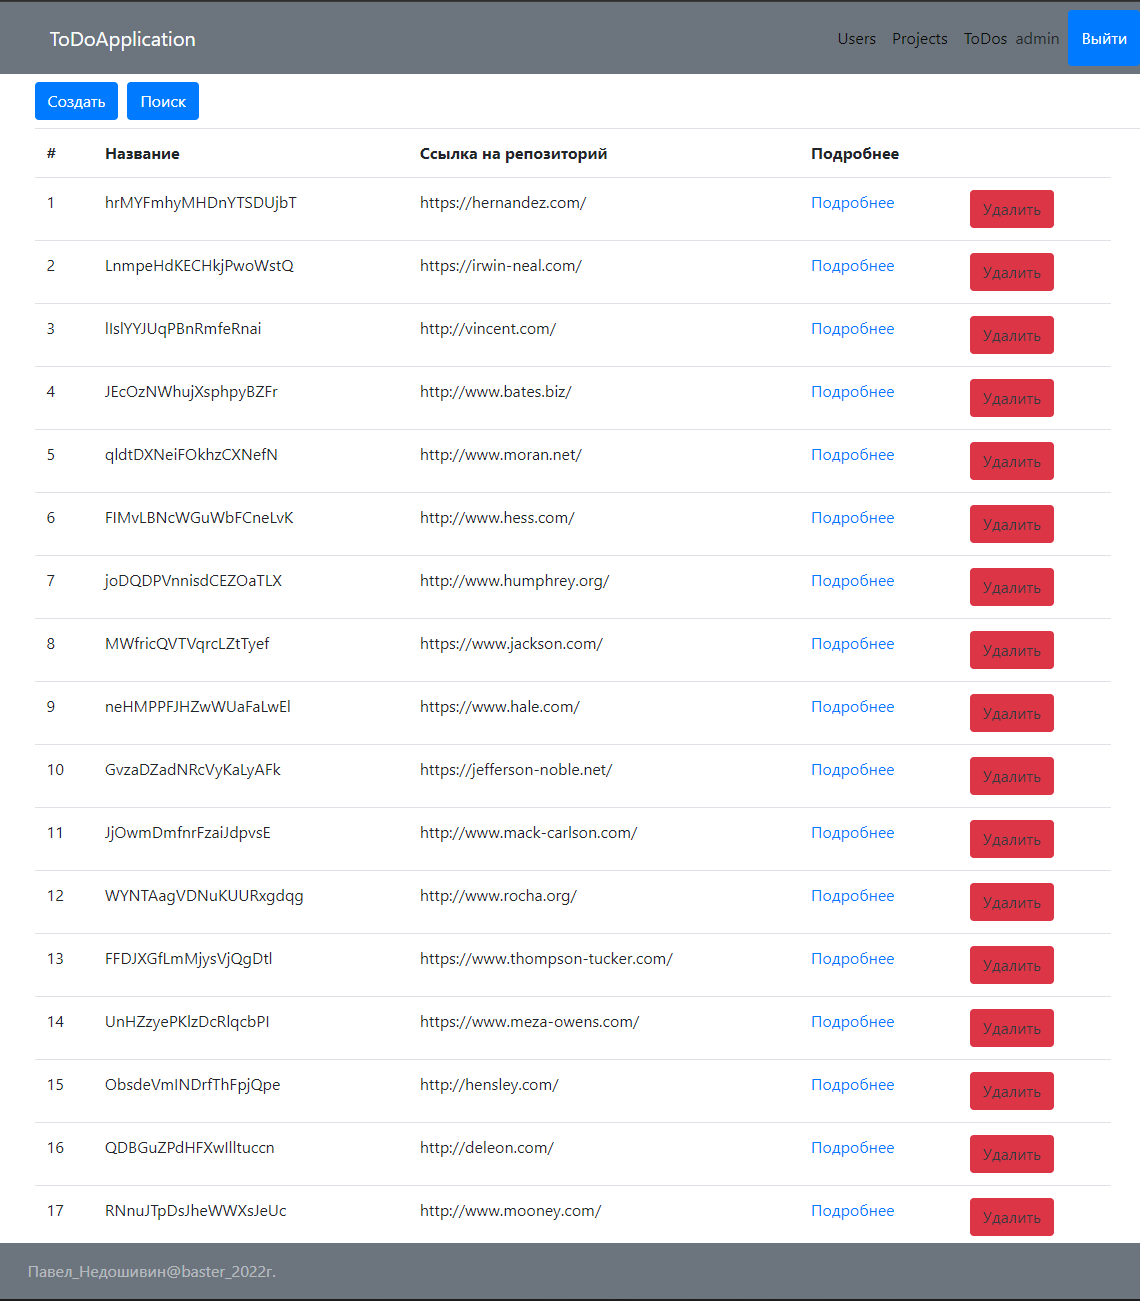 ToDoApplication Users Projects ToDos admin Выйти
Создать Поиск
# Название Ссылка на репозиторий Подробнее
1 hrMYFmhyMHDnYTSDUjbT https://hernandez.com/ Подробнее Удалить
2 LnmpeHdKECHkjPwoWstQ https://irwin-neal.com/ Подробнее Удалить
3 lIslYYJUqPBnRmfeRnai http://vincent.com/ Подробнее Удалить
4 JEcOzNWhujXsphpyBZFr http://www.bates.biz/ Подробнее Удалить
5 qldtDXNeiFOkhzCXNefN http://www.moran.net/ Подробнее Удалить
6 FIMvLBNcWGuWbFCneLvK http://www.hess.com/ Подробнее Удалить
7 joDQDPVnnisdCEZOaTLX http://www.humphrey.org/ Подробнее Удалить
8 MWfricQVTVqrcLZtTyef https://www.jackson.com/ Подробнее Удалить
9 neHMPPFJHZwWUaFaLwEl https://www.hale.com/ Подробнее Удалить
10 GvzaDZadNRcVyKaLyAFk https://jefferson-noble.net/ Подробнее Удалить
11 JjOwmDmfnrFzaiJdpvsE http://www.mack-carlson.com/ Подробнее Удалить
12 WYNTAagVDNuKUURxgdqg http://www.rocha.org/ Подробнее Удалить
13 FFDJXGfLmMjysVjQgDtl https://www.thompson-tucker.com/ Подробнее Удалить
14 UnHZzyePKlzDcRlqcbPI https://www.meza-owens.com/ Подробнее Удалить
15 ObsdeVmINDrfThFpjQpe http://hensley.com/ Подробнее Удалить
16 QDBGuZPdHFXwIlltuccn http://deleon.com/ Подробнее Удалить
17 RNnuJTpDsJheWWXsJeUc http://www.mooney.com/ Подробнее Удалить
Павел_Недошивин@baster_2022г.